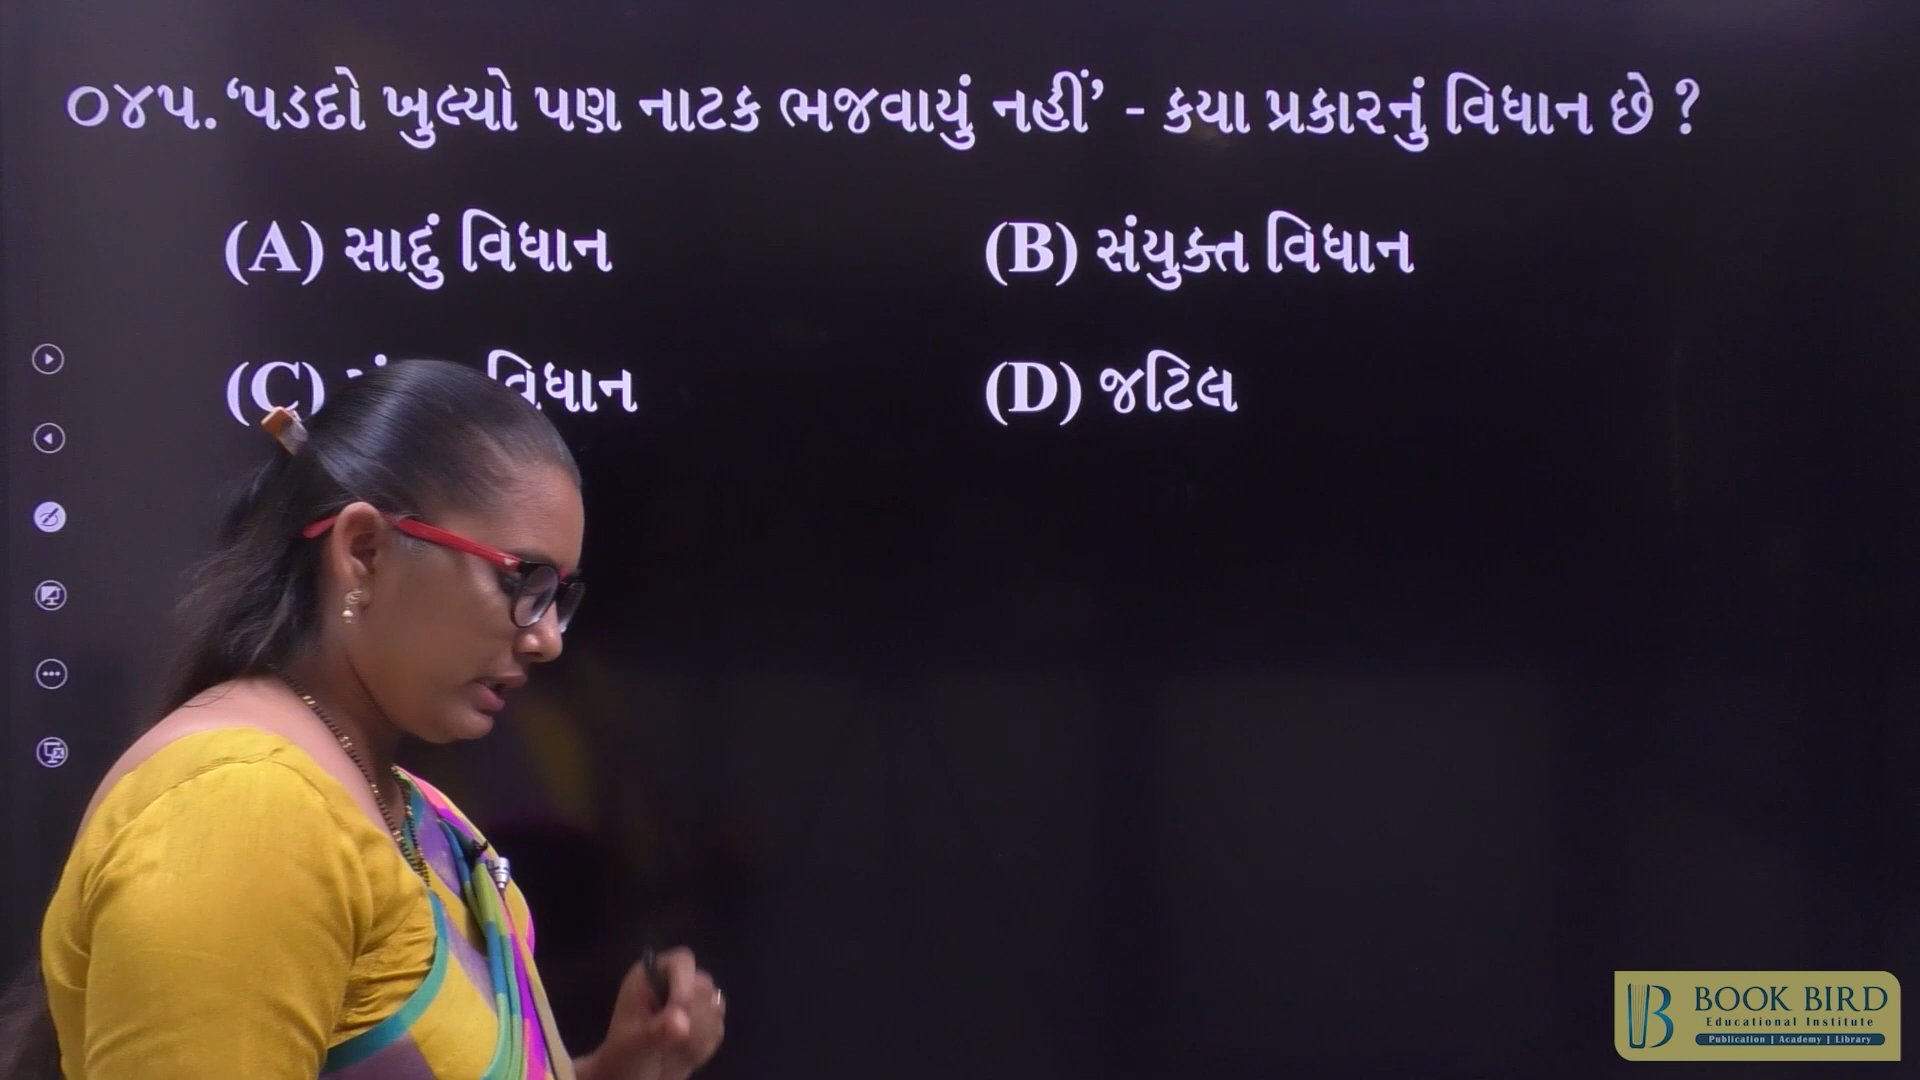 ૦૪૫. ‘પડદો ખુલ્યો પણ નાટક ભજવાયું નહીં’ - કયા પ્રકારનું વિધાન છે ?
(A) સાદું વિધાન
(B) સંયુક્ત વિધાન
(C) વિધાન
(D) જટિલ
BOOK BIRD
Educational Institute
Publication | Academy | Library